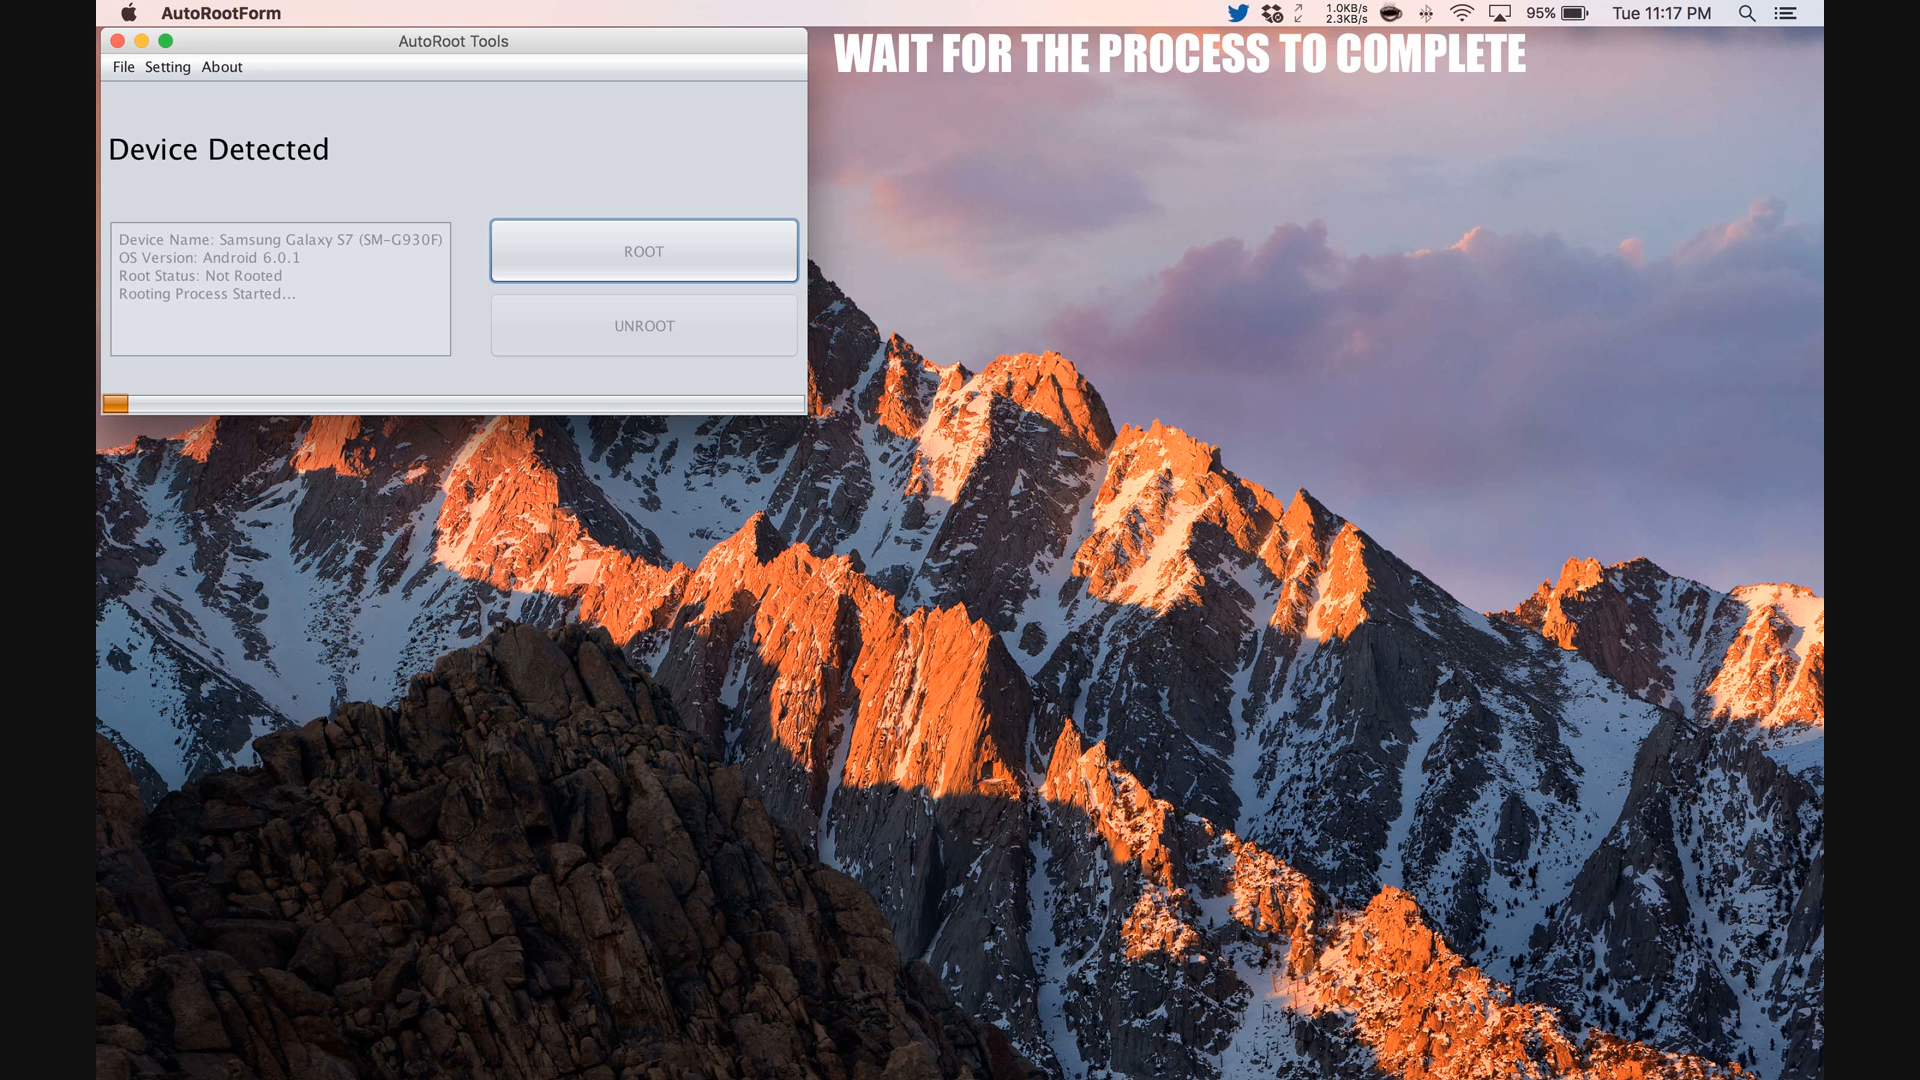 AutoRootForm
1.0KB/s
2.3KB/s
95%
Tue 11:17 PM
AutoRoot Tools
WAIT FOR THE PROCESS TO COMPLETE
File Setting About
Device Detected
Device Name: Samsung Galaxy S7 (SM-G930F)
OS Version: Android 6.0.1
Root Status: Not Rooted
Rooting Process Started...
ROOT
UNROOT